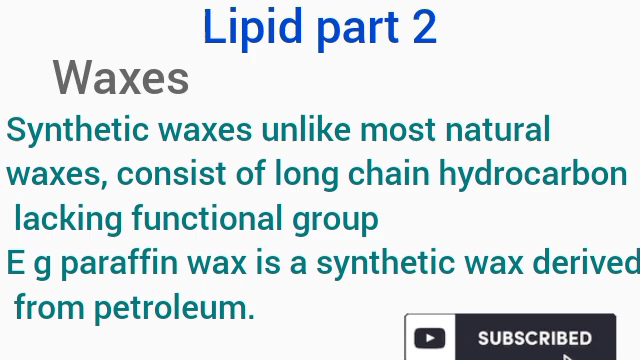 Lipid part 2
Waxes
Synthetic waxes unlike most natural
waxes, consist of long chain hydrocarbon
lacking functional group
E g paraffin wax is a synthetic wax derived
from petroleum.
SUBSCRIBED